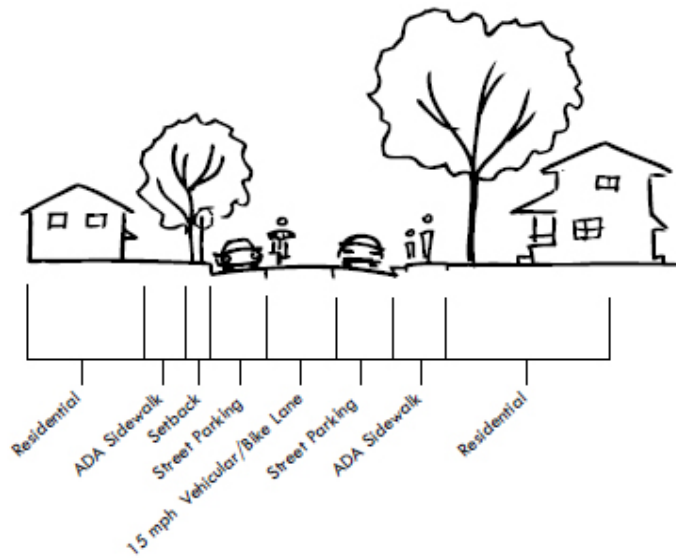 Residential
ADA Sidewalk
Setback
Street Parking
15 mph Vehicular/Bike Lane
Street Parking
ADA Sidewalk
Residential